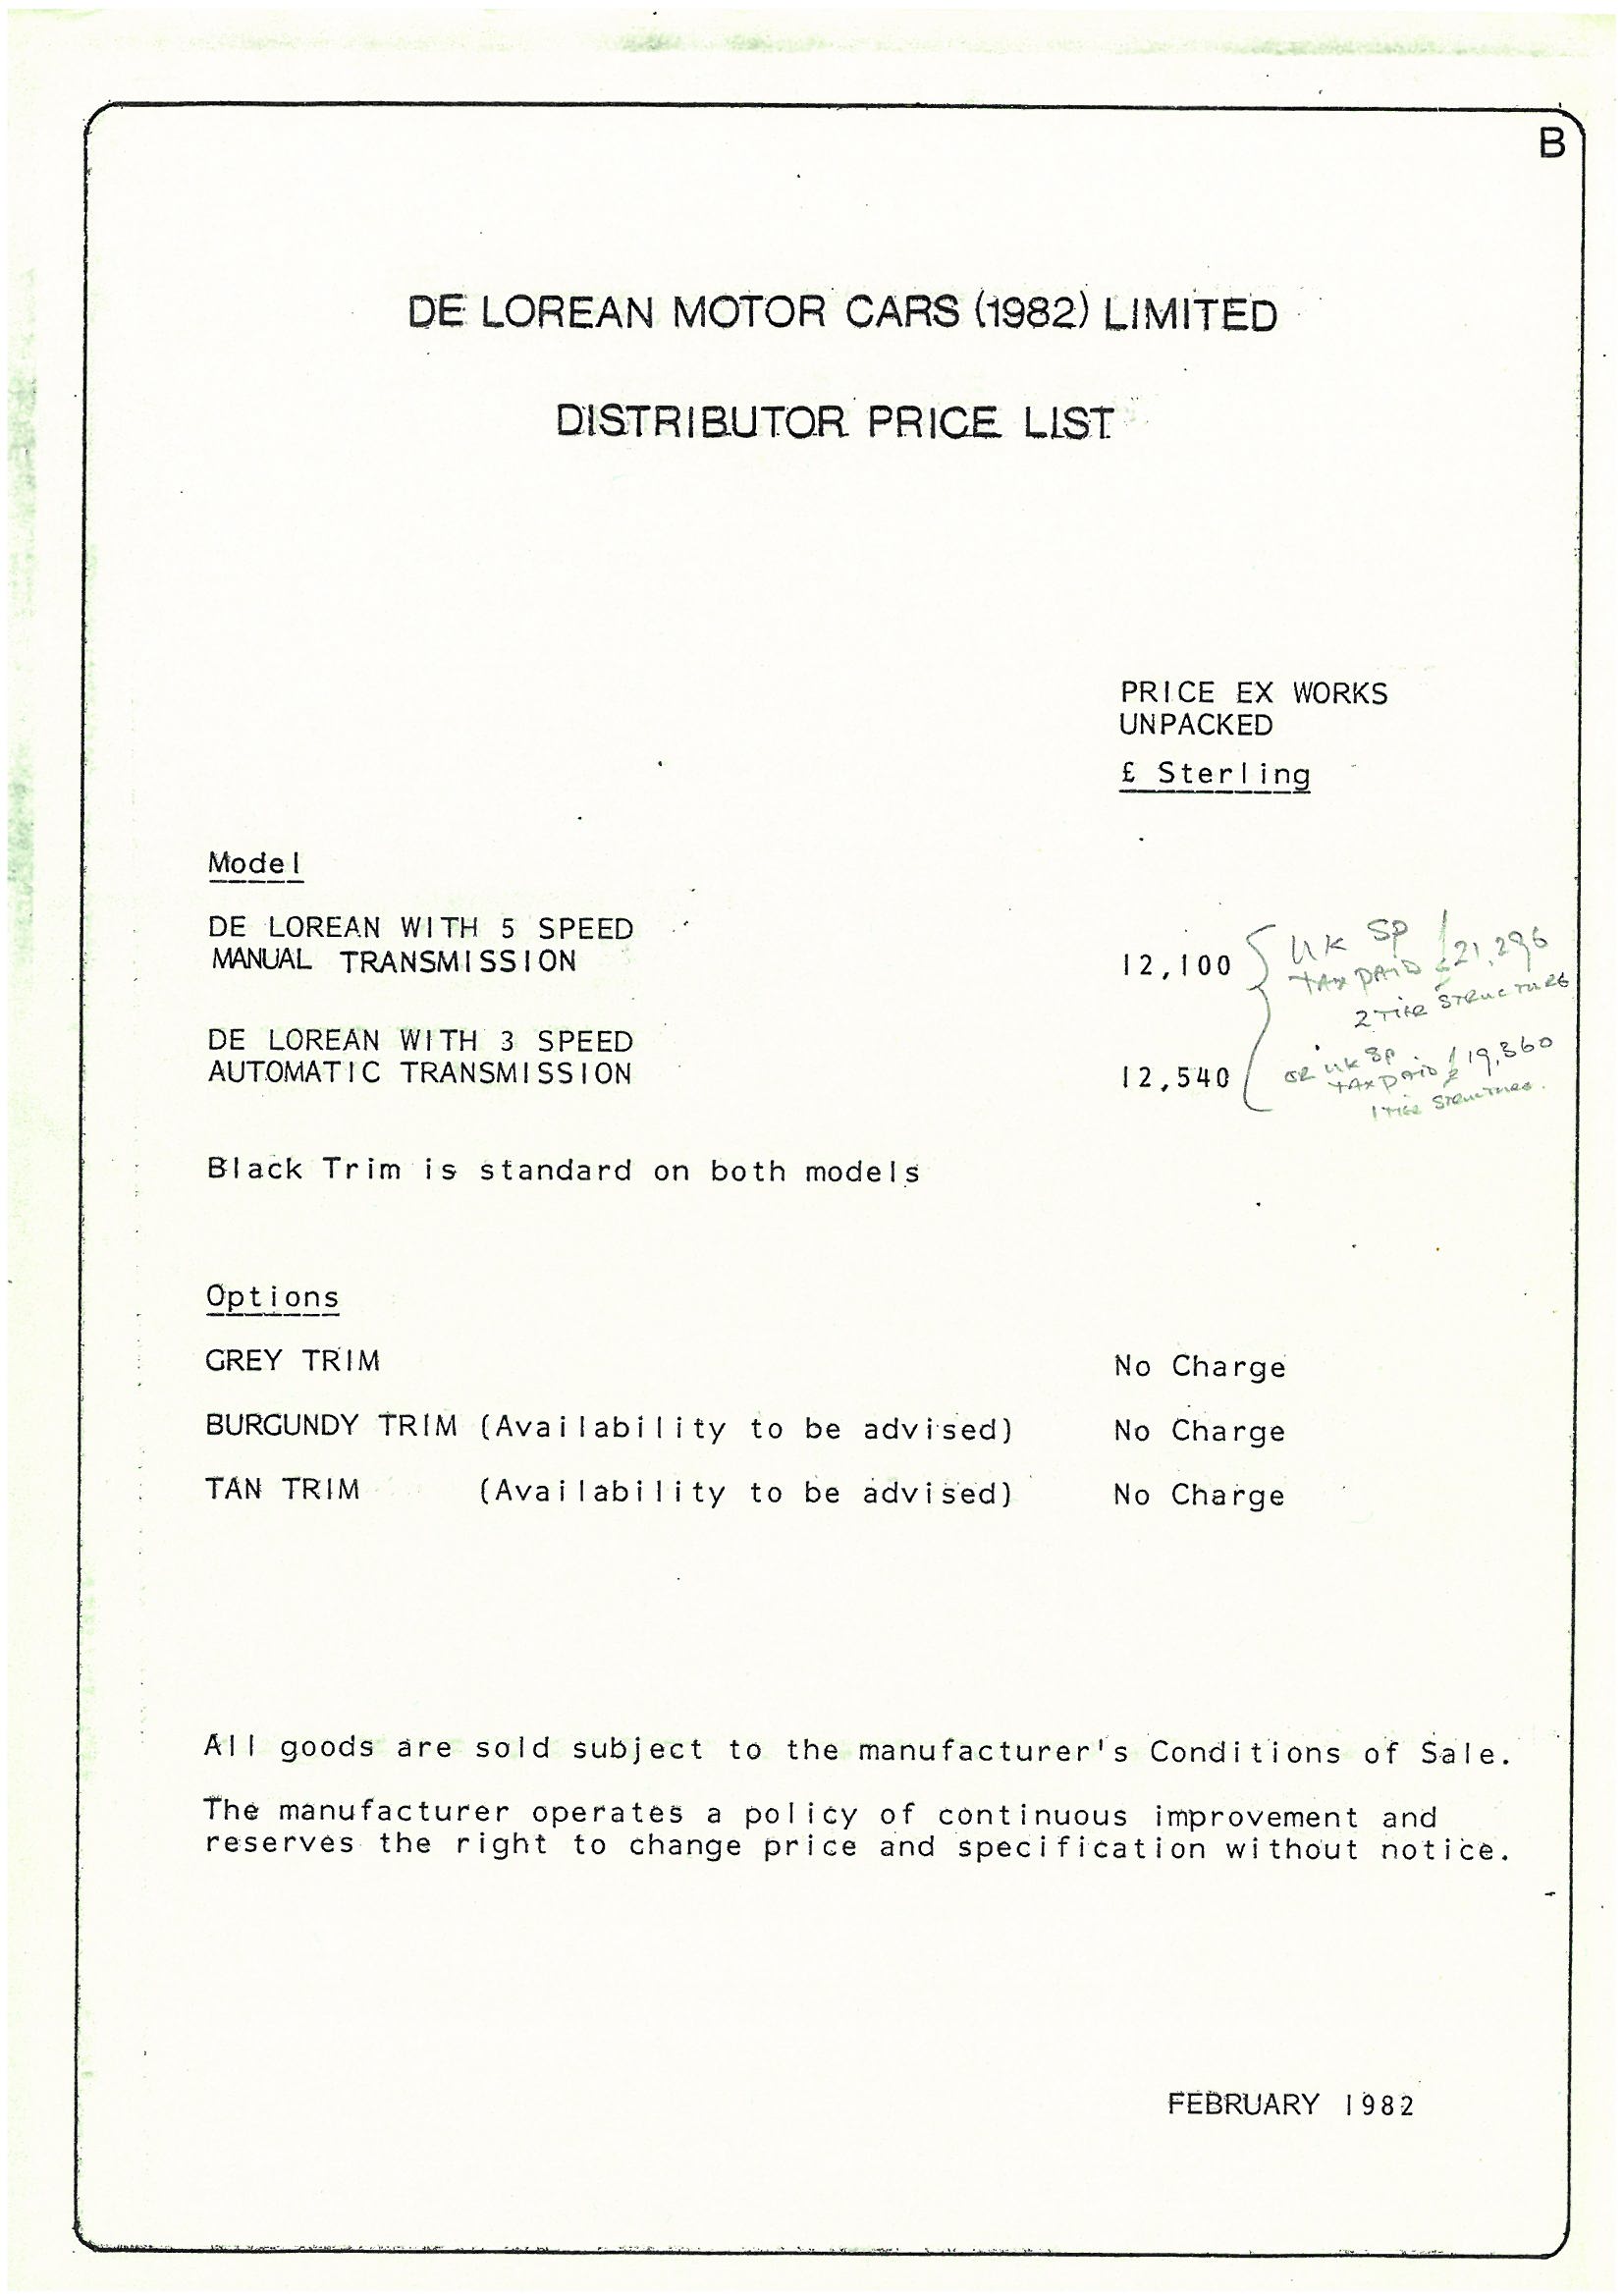 B
DE LOREAN MOTOR CARS (1982) LIMITED
DISTRIBUTOR PRICE LIST
PRICE EX WORKS
UNPACKED
£ Sterling
Model
DE LOREAN WITH 5 SPEED
MANUAL TRANSMISSION 12,100
UK SP
TAX PAID £21,296
2 TIER STRUCTURE
DE LOREAN WITH 3 SPEED
AUTOMATIC TRANSMISSION 12,540
OR UK SP
TAX PAID £19,360
1 TIER STRUCTURE.
Black Trim is standard on both models
Options
GREY TRIM No Charge
BURGUNDY TRIM (Availability to be advised) No Charge
TAN TRIM (Availability to be advised) No Charge
All goods are sold subject to the manufacturer's Conditions of Sale.
The manufacturer operates a policy of continuous improvement and
reserves the right to change price and specification without notice.
FEBRUARY 1982